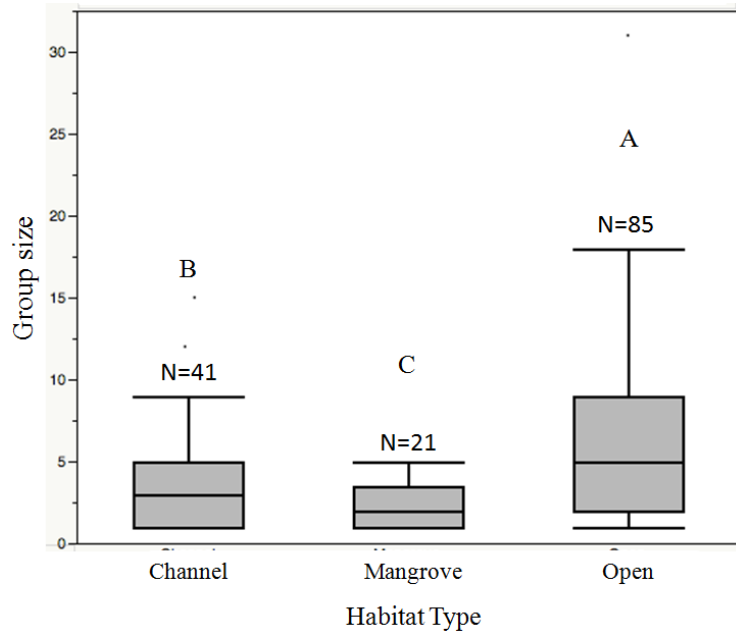 30
A
25
20
N=85
B
15
C
10
N=41
N=21
5
0
Group size
Channel Mangrove Open
Habitat Type